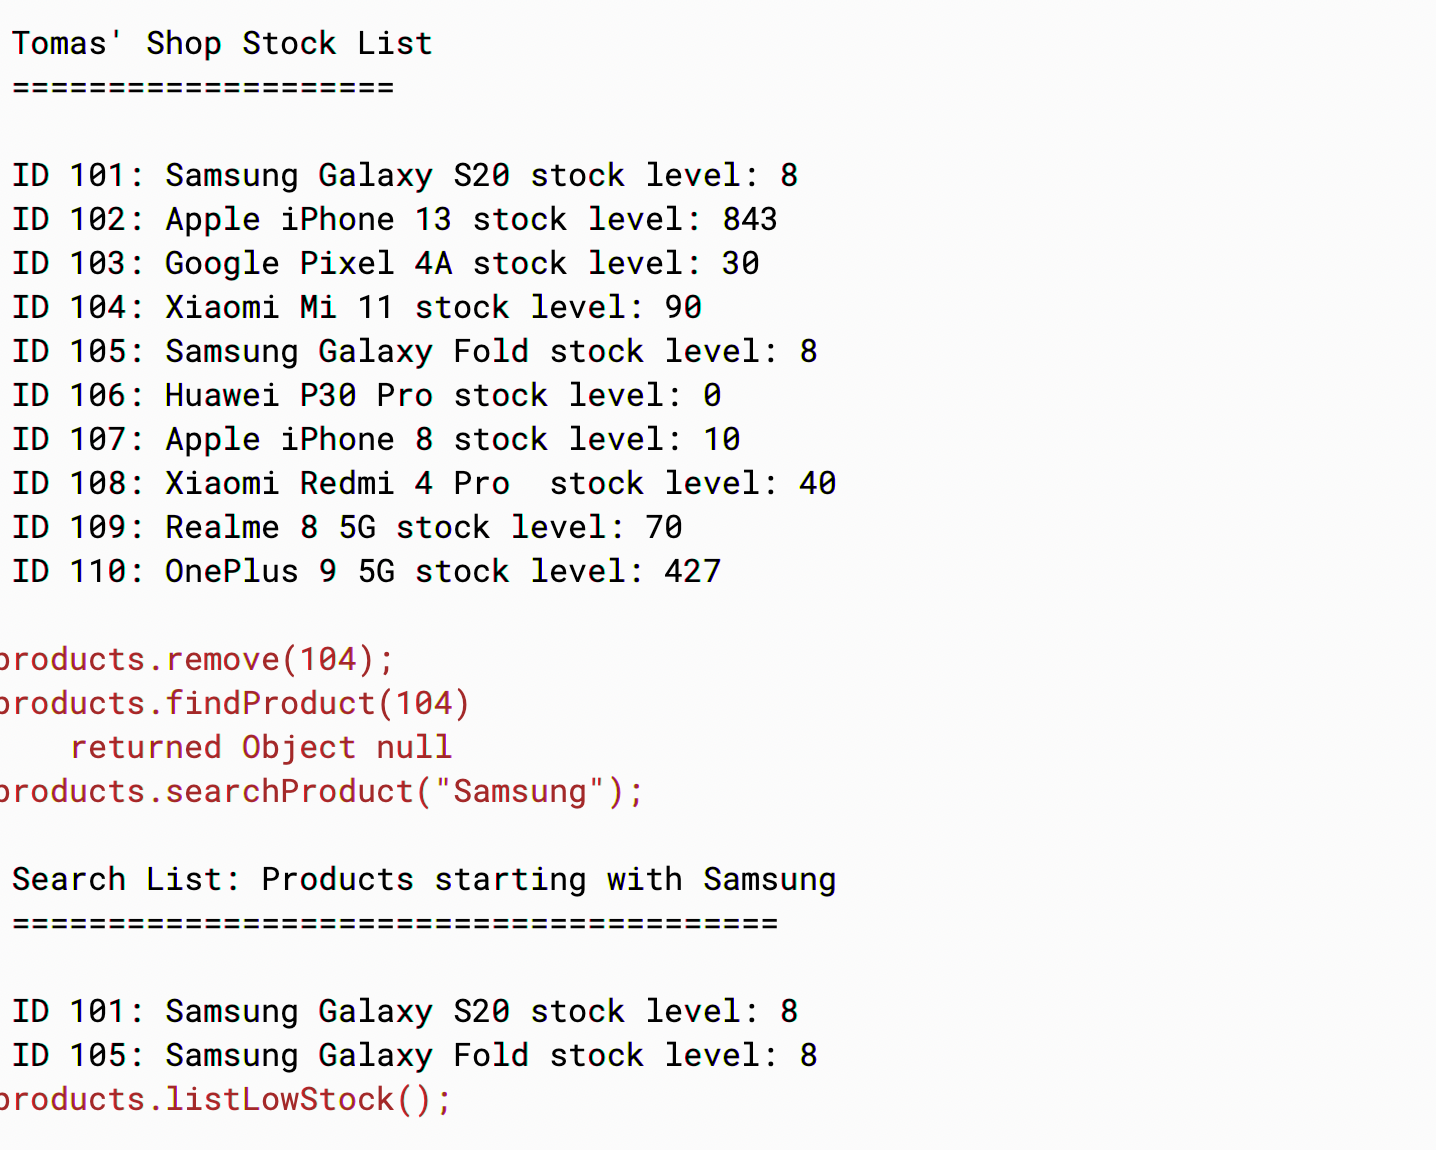 Tomas' Shop Stock List
====================
ID 101: Samsung Galaxy S20 stock level: 8
ID 102: Apple iPhone 13 stock level: 843
ID 103: Google Pixel 4A stock level: 30
ID 104: Xiaomi Mi 11 stock level: 90
ID 105: Samsung Galaxy Fold stock level: 8
ID 106: Huawei P30 Pro stock level: 0
ID 107: Apple iPhone 8 stock level: 10
ID 108: Xiaomi Redmi 4 Pro  stock level: 40
ID 109: Realme 8 5G stock level: 70
ID 110: OnePlus 9 5G stock level: 427
products.remove(104);
products.findProduct(104)
    returned Object null
products.searchProduct("Samsung");
Search List: Products starting with Samsung
========================================
ID 101: Samsung Galaxy S20 stock level: 8
ID 105: Samsung Galaxy Fold stock level: 8
products.listLowStock();